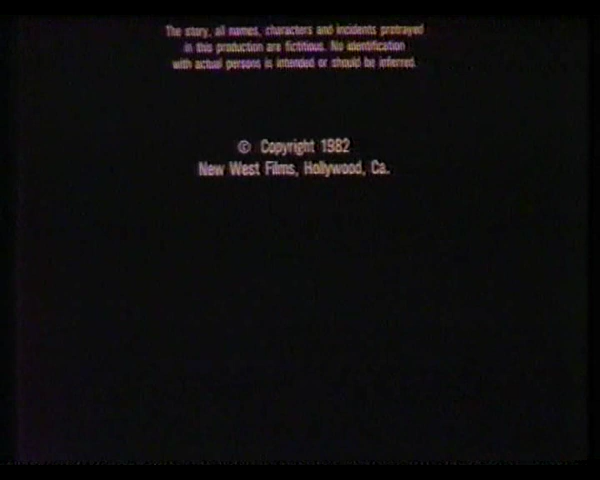 The story, all names, characters and incidents protrayed
in this production are fictitious. No identification
with actual persons is intended or should be inferred.
© Copyright 1982
New West Films, Hollywood, Ca.